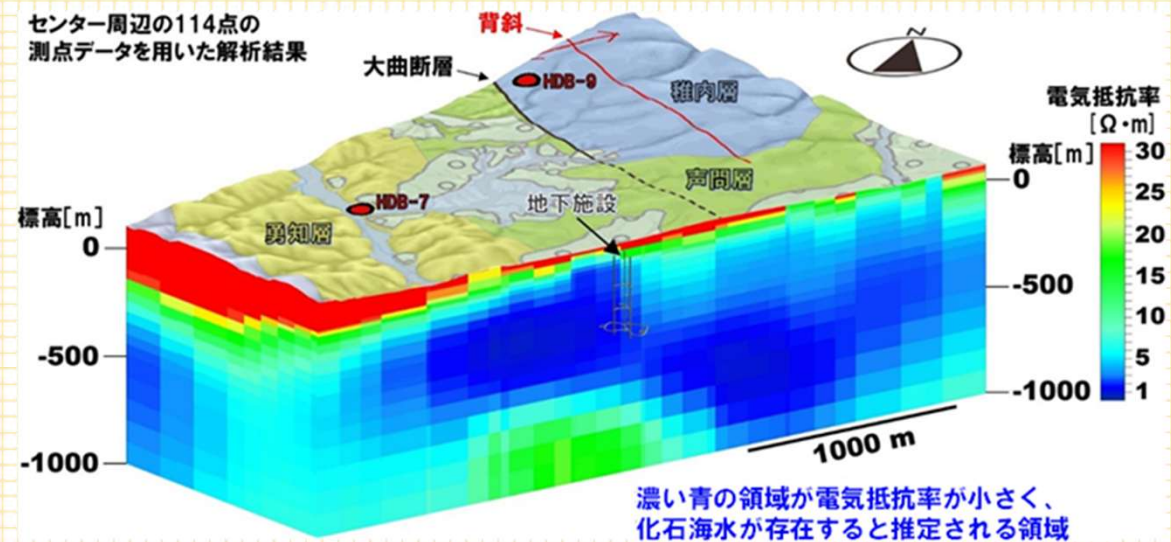 センター周辺の114点の
測点データを用いた解析結果
背斜
大曲断層
HDB-9
稚内層
N
電気抵抗率
[Ω・m]
標高[m]
0
-500
-1000
30
25
20
15
10
5
1
声問層
地下施設
HDB-7
勇知層
標高[m]
0
-500
-1000
1000 m
濃い青の領域が電気抵抗率が小さく、
化石海水が存在すると推定される領域